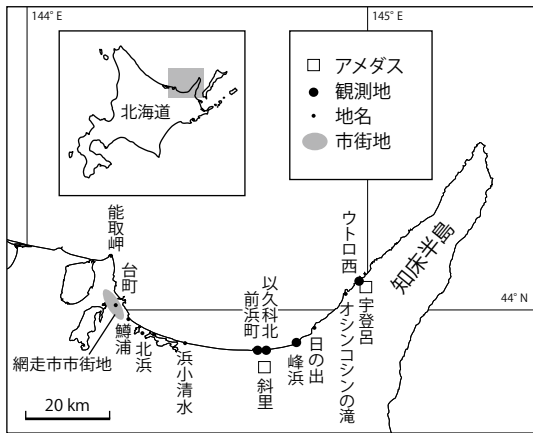 144° E
145° E
アメダス
観測地
地名
市街地
北海道
能取岬
台町
網走市市街地
鱒浦
北浜
浜小清水
前浜町
以久科北
斜里
峰浜
日の出
オシンコシンの滝
ウトロ西
宇登呂
知床半島
44° N
20 km